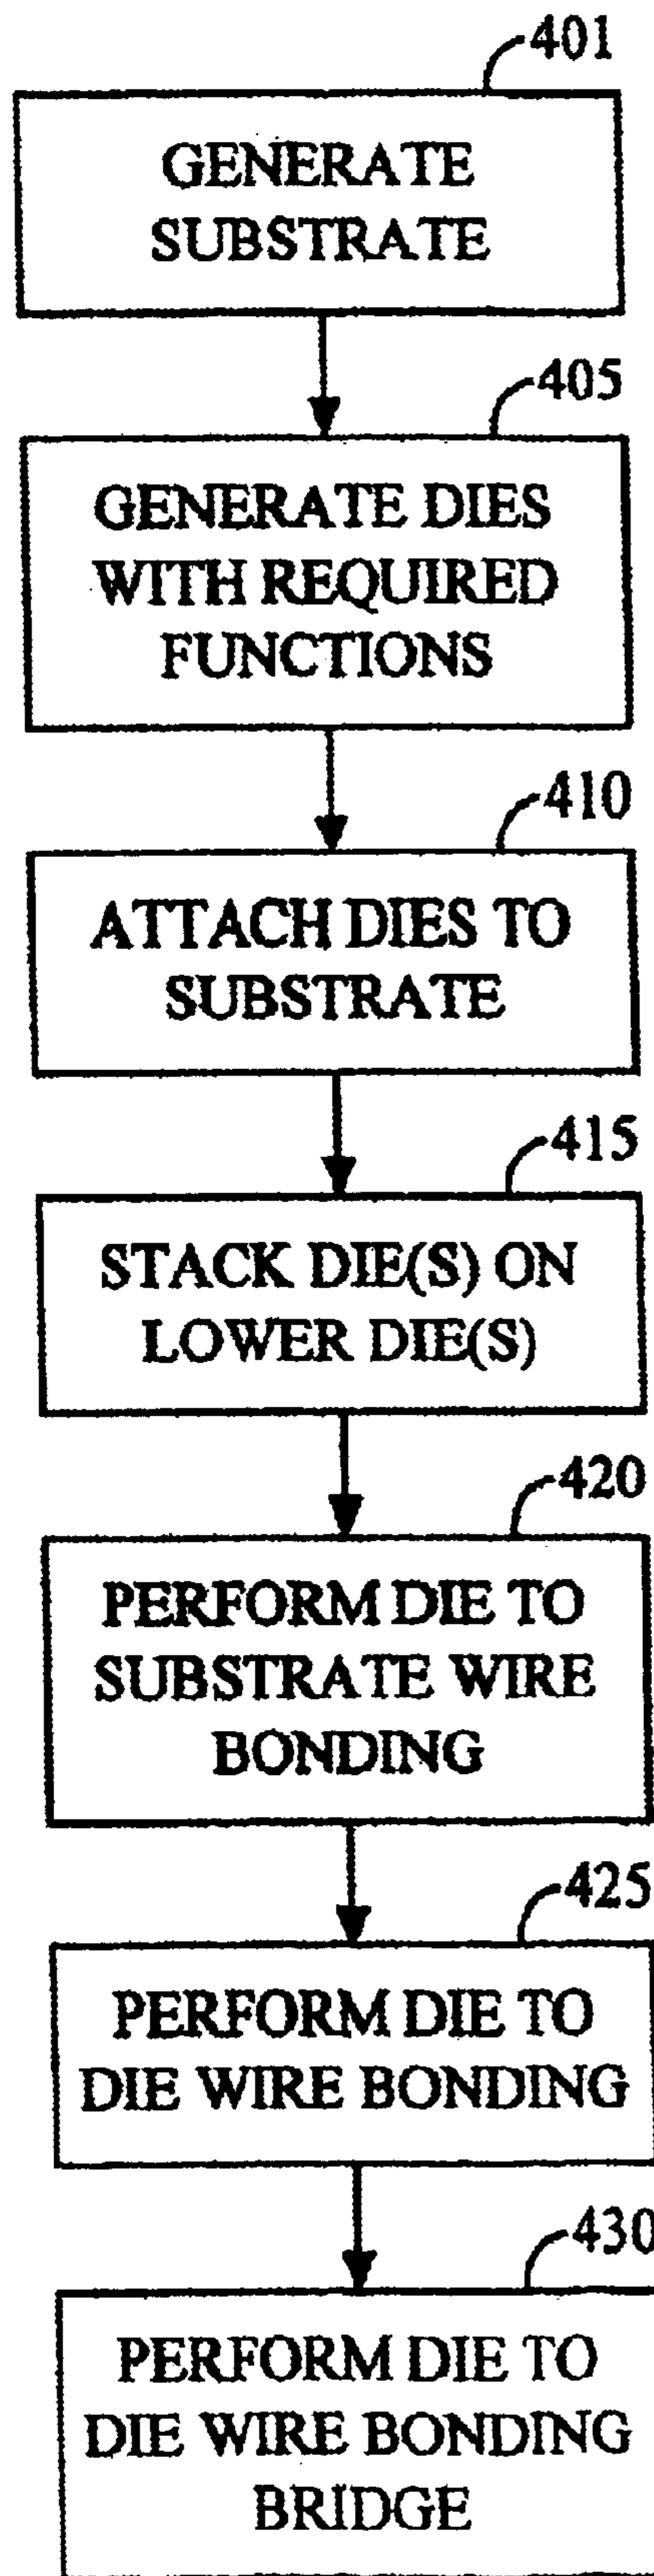 401
GENERATE
SUBSTRATE
405
GENERATE DIES
WITH REQUIRED
FUNCTIONS
410
ATTACH DIES TO
SUBSTRATE
415
STACK DIE(S) ON
LOWER DIE(S)
420
PERFORM DIE TO
SUBSTRATE WIRE
BONDING
425
PERFORM DIE TO
DIE WIRE BONDING
430
PERFORM DIE TO
DIE WIRE BONDING
BRIDGE